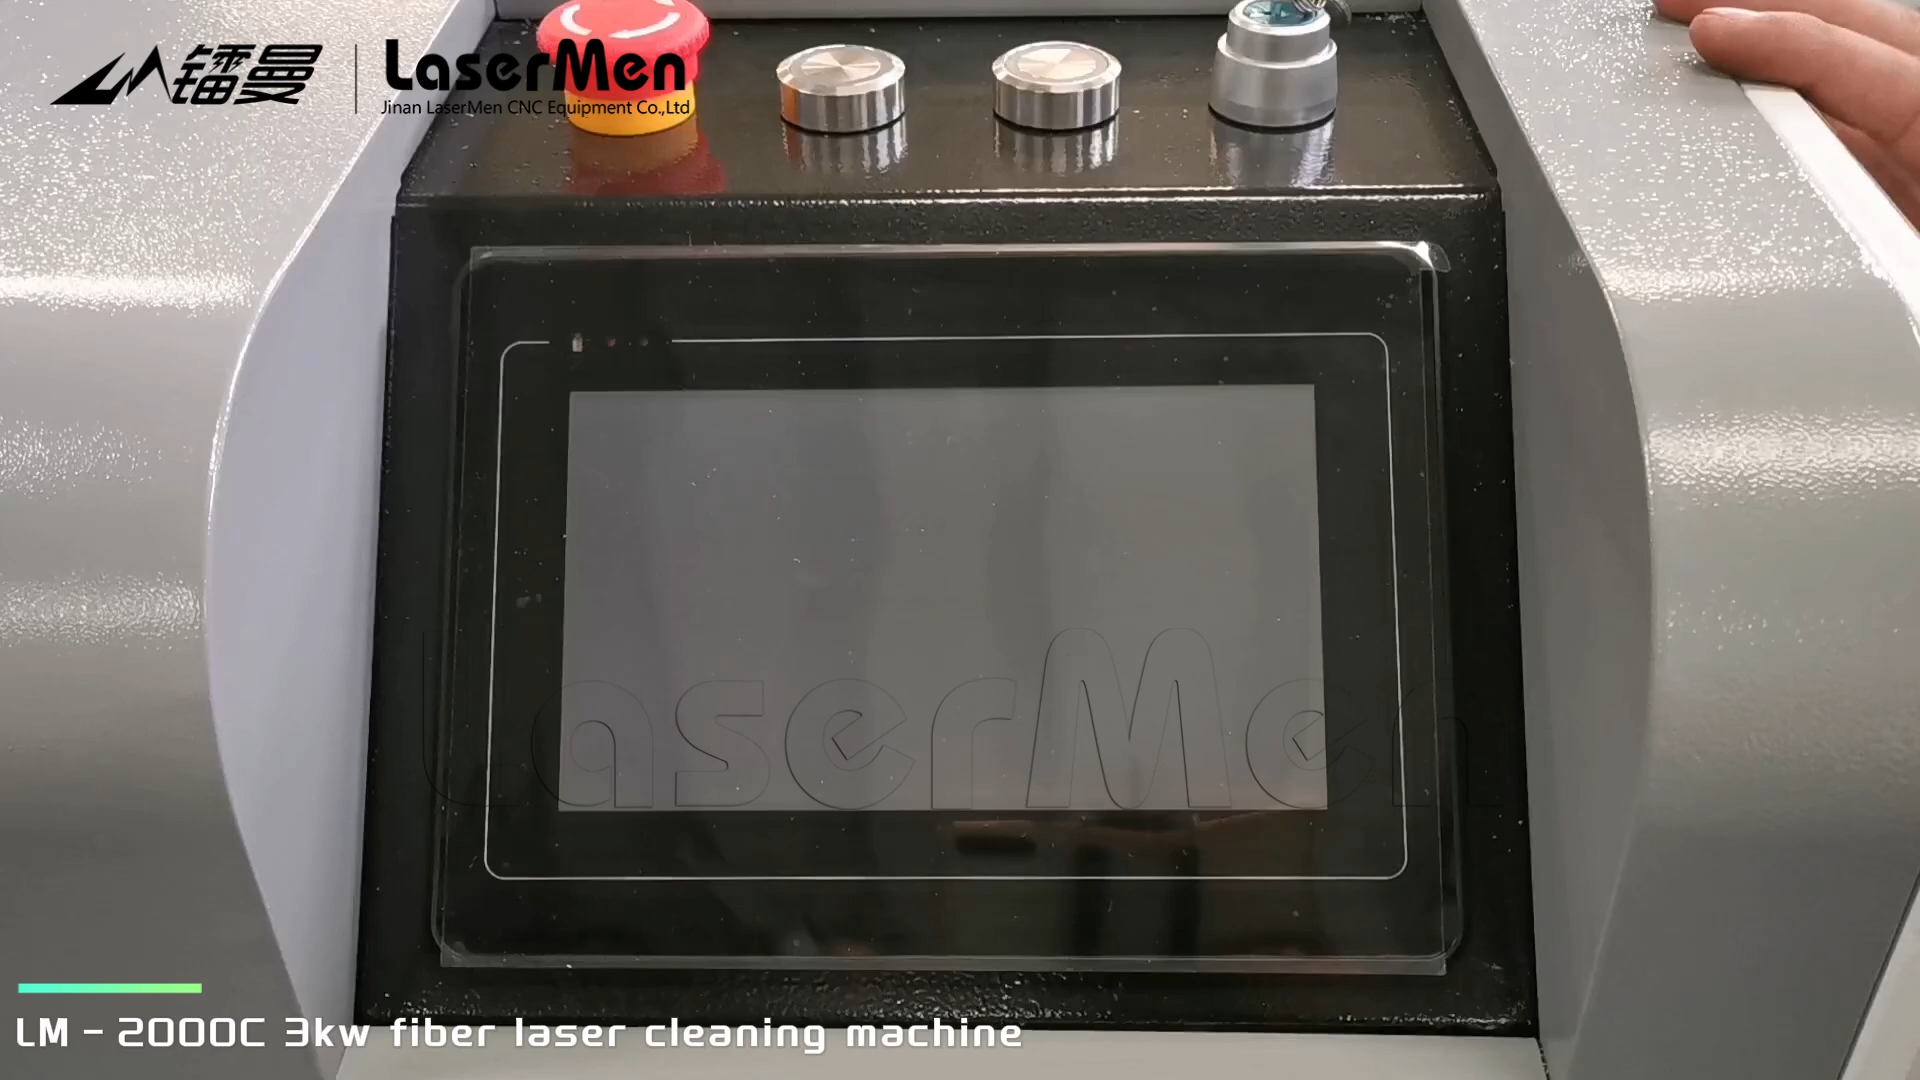 镭曼
LaserMen
Jinan LaserMen CNC Equipment Co.,Ltd
LaserMen
LM - 2000C 3kw fiber laser cleaning machine